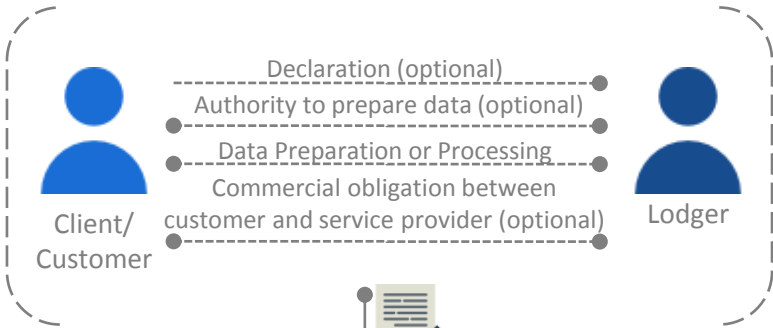 Declaration (optional)
Authority to prepare data (optional)
Data Preparation or Processing
Commercial obligation between
customer and service provider (optional)
Client/
Customer
Lodger